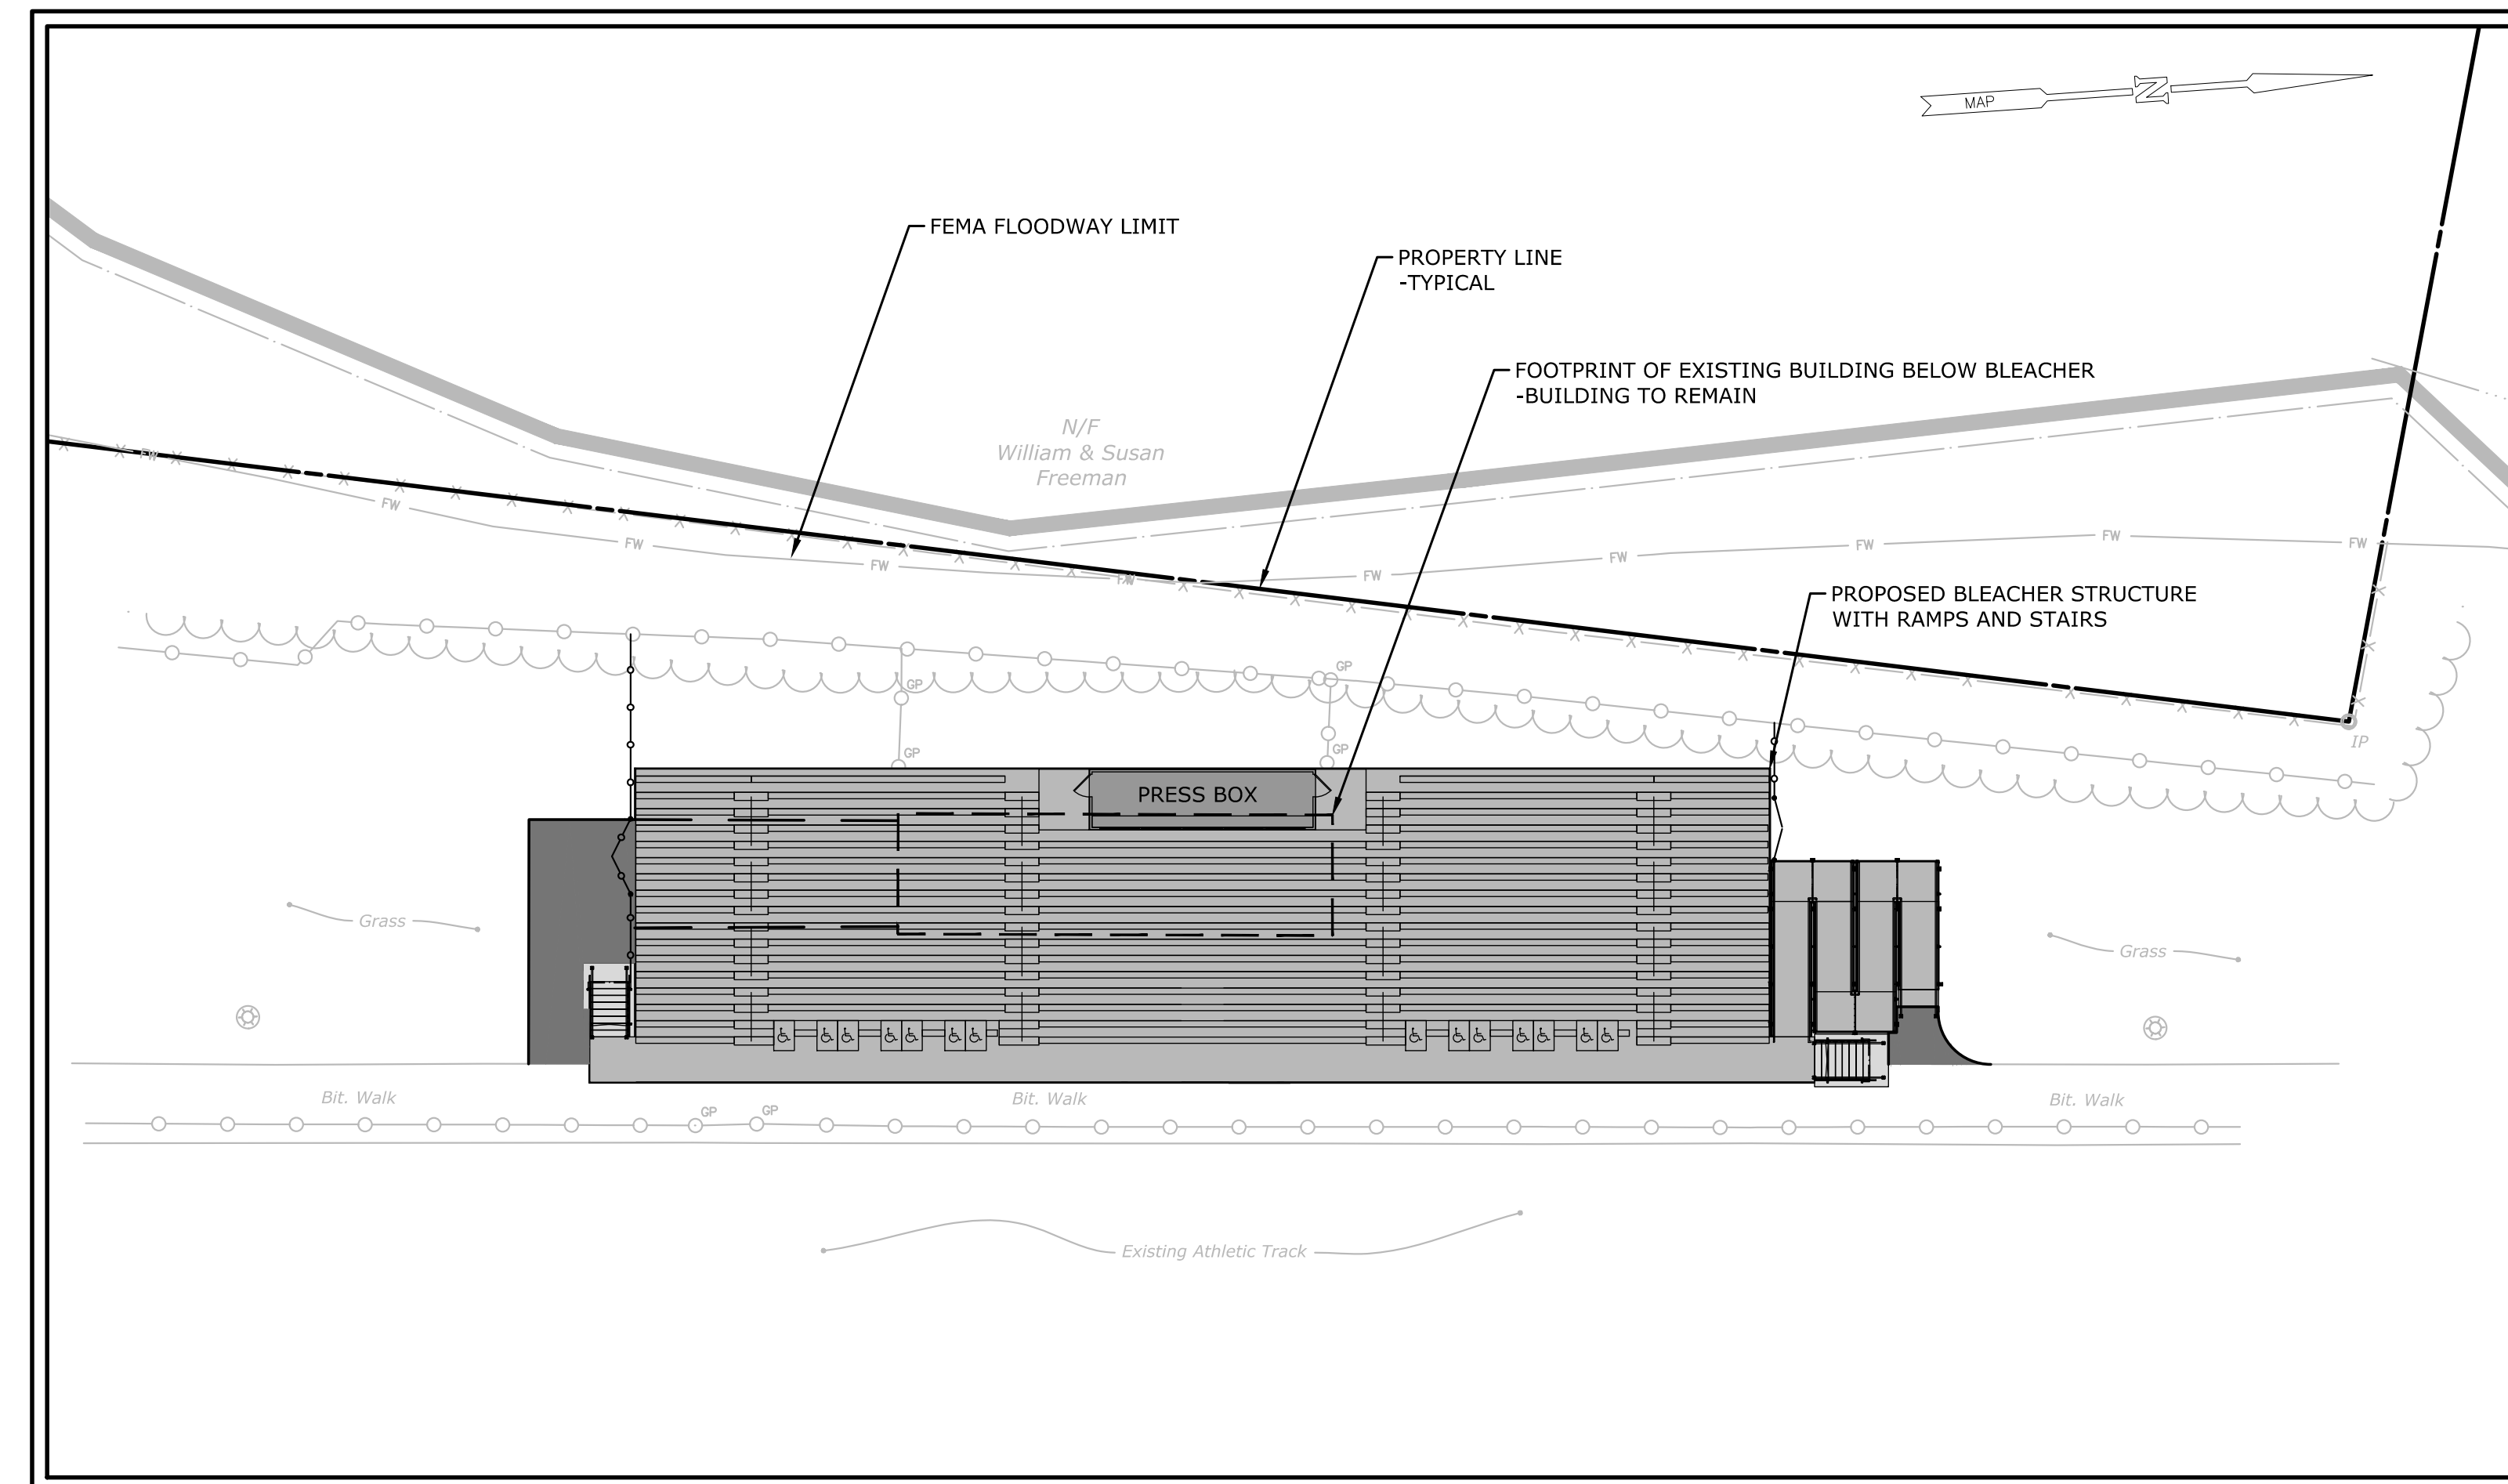 MAP
N
FEMA FLOODWAY LIMIT
PROPERTY LINE
-TYPICAL
FOOTPRINT OF EXISTING BUILDING BELOW BLEACHER
-BUILDING TO REMAIN
N/F
William & Susan
Freeman
FW
FW
FW
FW
FW
FW
FW
FW
FW
FW
PROPOSED BLEACHER STRUCTURE
WITH RAMPS AND STAIRS
GP
GP
GP
GP
IP
PRESS BOX
Grass
Grass
Bit. Walk
Bit. Walk
Bit. Walk
GP
GP
Existing Athletic Track